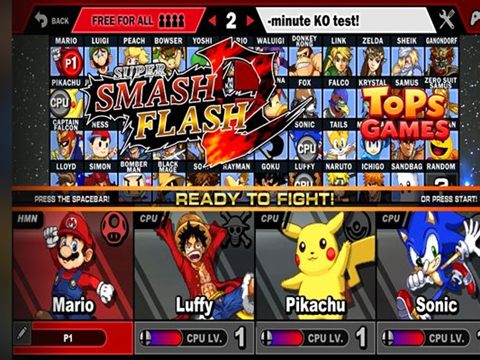 BACK
FREE FOR ALL
2
-minute KO test!
MARIO LUIGI PEACH BOWSER YOSHI WALUIGI DONKEY KONG LINK ZELDA SHEIK GANONDORF
P1
PIKACHU FOX FALCO KRYSTAL SAMUS ZERO SUIT SAMUS
CPU
SUPER
SMASH
FLASH 2
TOPS
GAMES
CAPTAIN FALCON NESS SONIC TAILS
LLOYD SIMON BOMBER MAN BLACK MAGE RAYMAN GOKU LUFFY NARUTO ICHIGO SANDBAG RANDOM
PRESS THE SPACEBAR!
READY TO FIGHT!
OR PRESS START!
HMN
CPU
CPU
CPU
Mario
Luffy
Pikachu
Sonic
P1
CPU LV. 1
CPU LV. 1
CPU LV. 1